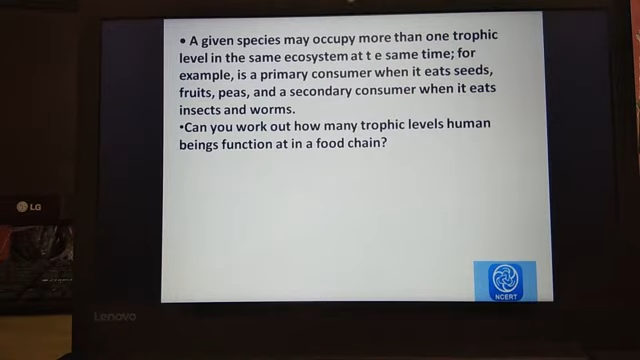 • A given species may occupy more than one trophic
level in the same ecosystem at t e same time; for
example, is a primary consumer when it eats seeds,
fruits, peas, and a secondary consumer when it eats
insects and worms.
•Can you work out how many trophic levels human
beings function at in a food chain?
LG
NCERT
Lenovo